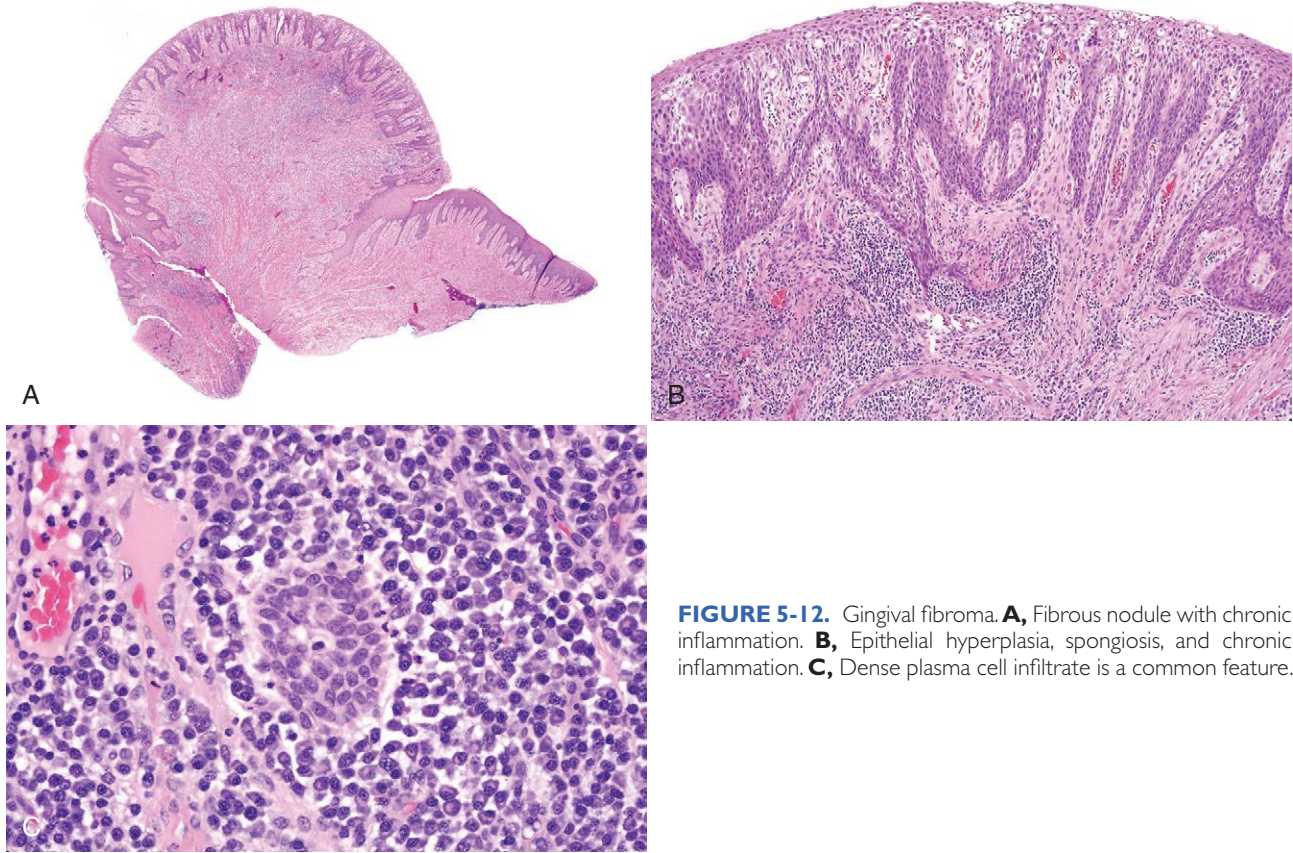 A
B
C
FIGURE 5-12. Gingival fibroma. A, Fibrous nodule with chronic
inflammation. B, Epithelial hyperplasia, spongiosis, and chronic
inflammation. C, Dense plasma cell infiltrate is a common feature.